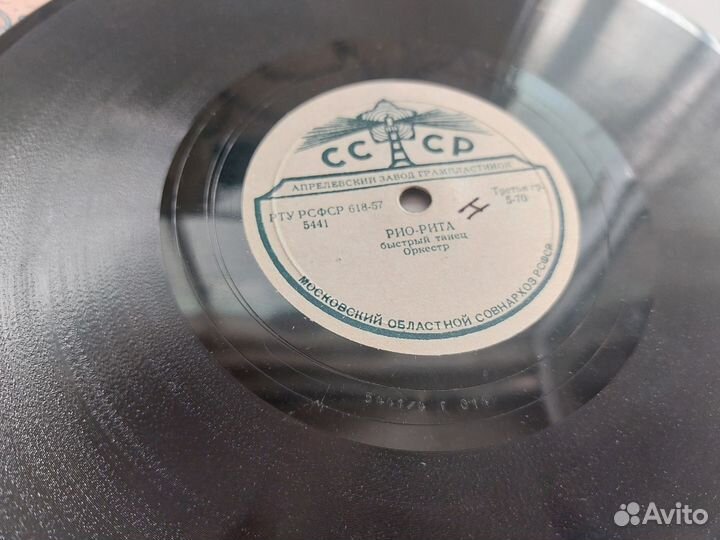 СССР
АПРЕЛЕВСКИЙ ЗАВОД ГРАМПЛАСТИНОК
РТУ РСФСР 618-57
5441
Третья гр.
5-70
Н
РИО-РИТА
быстрый танец
Оркестр
МОСКОВСКИЙ ОБЛАСТНОЙ СОВНАРХОЗ РСФСР
Avito